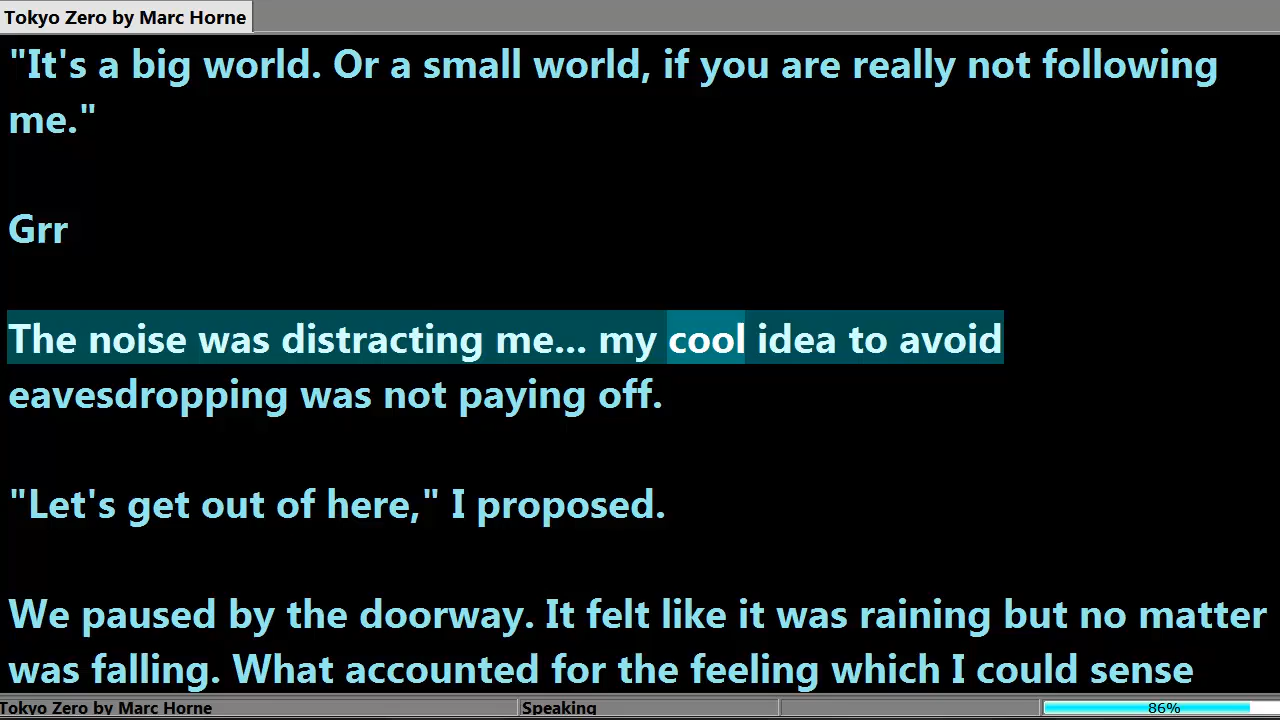 Tokyo Zero by Marc Horne
"It's a big world. Or a small world, if you are really not following
me."
Grr
The noise was distracting me... my cool idea to avoid
eavesdropping was not paying off.
"Let's get out of here," I proposed.
We paused by the doorway. It felt like it was raining but no matter
was falling. What accounted for the feeling which I could sense
Tokyo Zero by Marc Horne
Speaking
86%